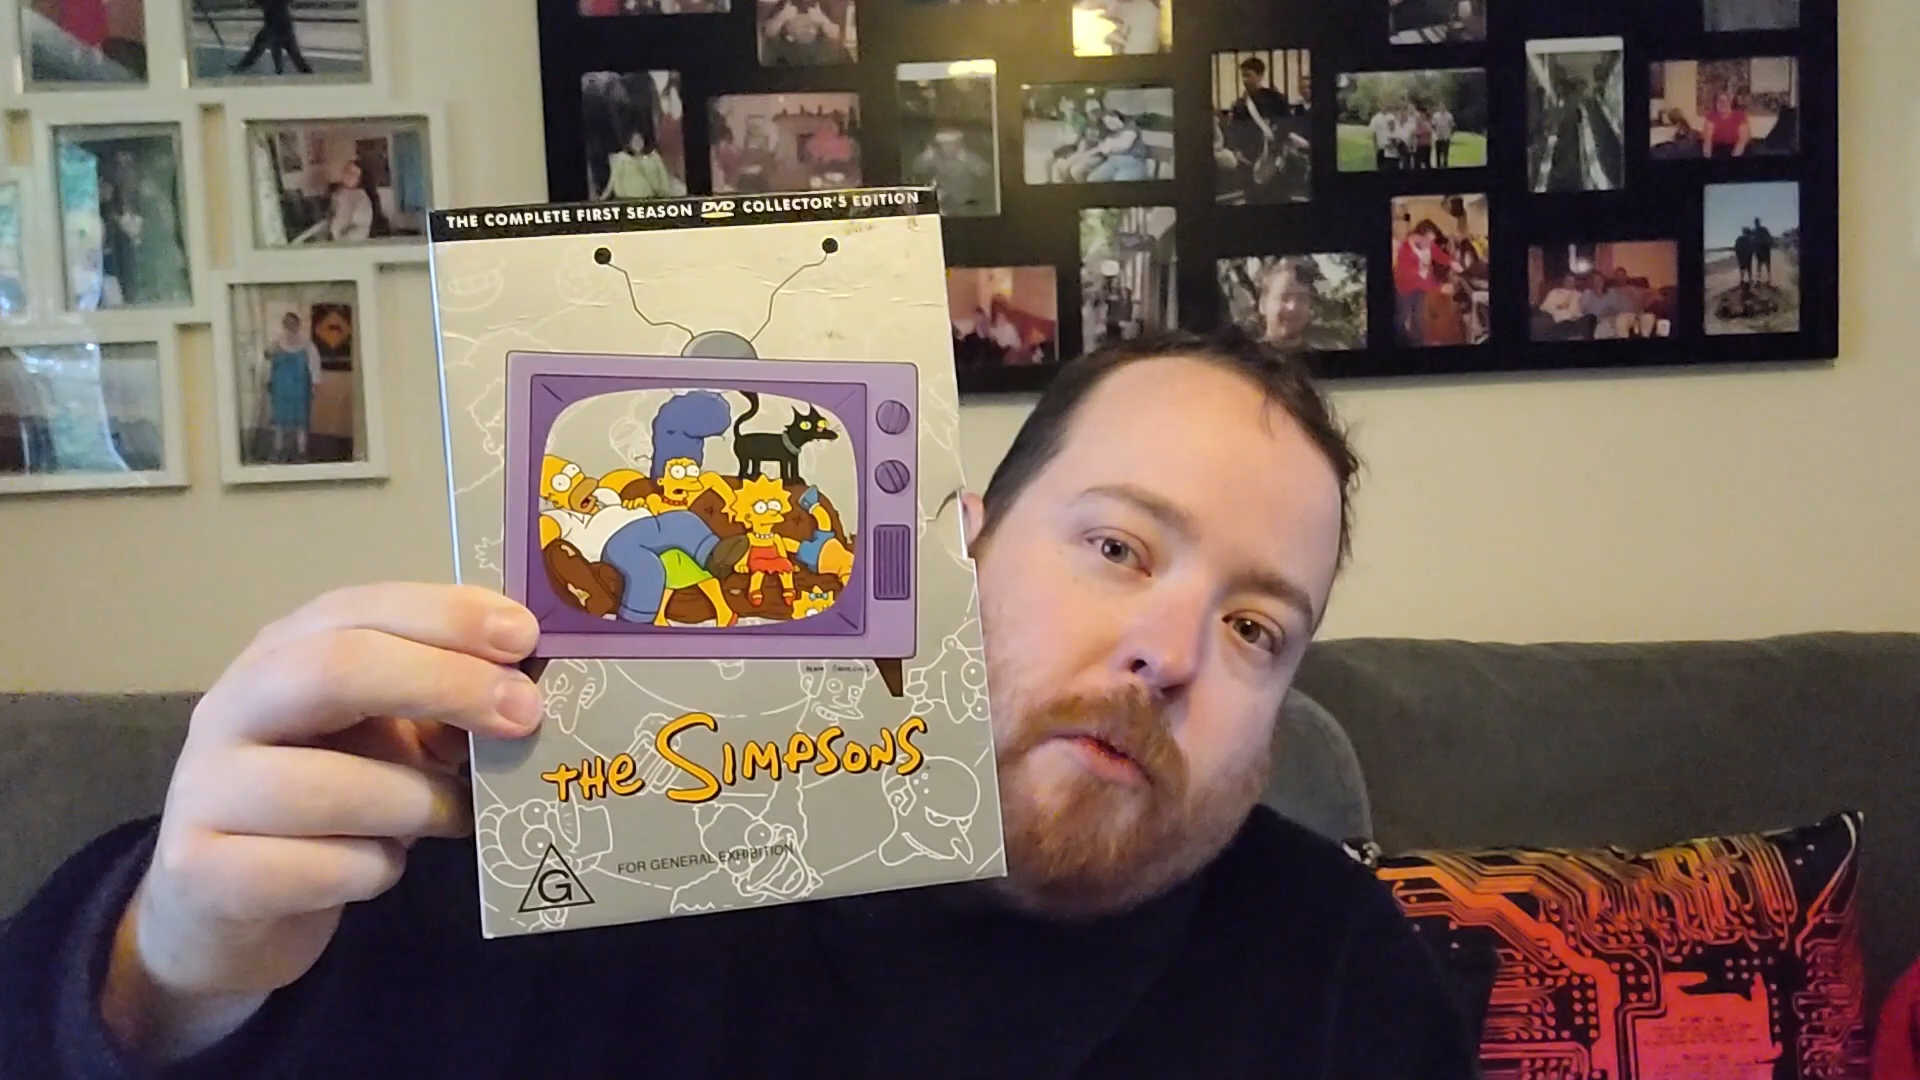 THE COMPLETE FIRST SEASON DVD COLLECTOR'S EDITION
THE SIMPSONS
FOR GENERAL EXHIBITION
G